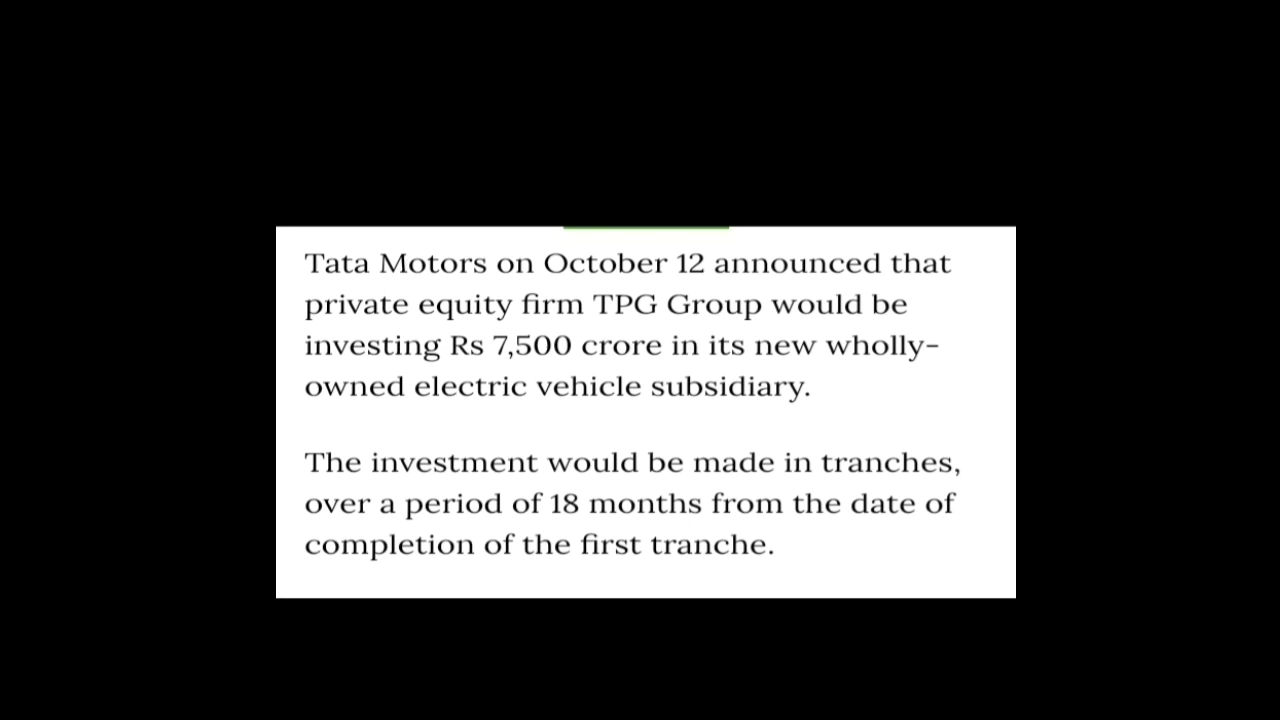 Tata Motors on October 12 announced that
private equity firm TPG Group would be
investing Rs 7,500 crore in its new wholly-
owned electric vehicle subsidiary.
The investment would be made in tranches,
over a period of 18 months from the date of
completion of the first tranche.